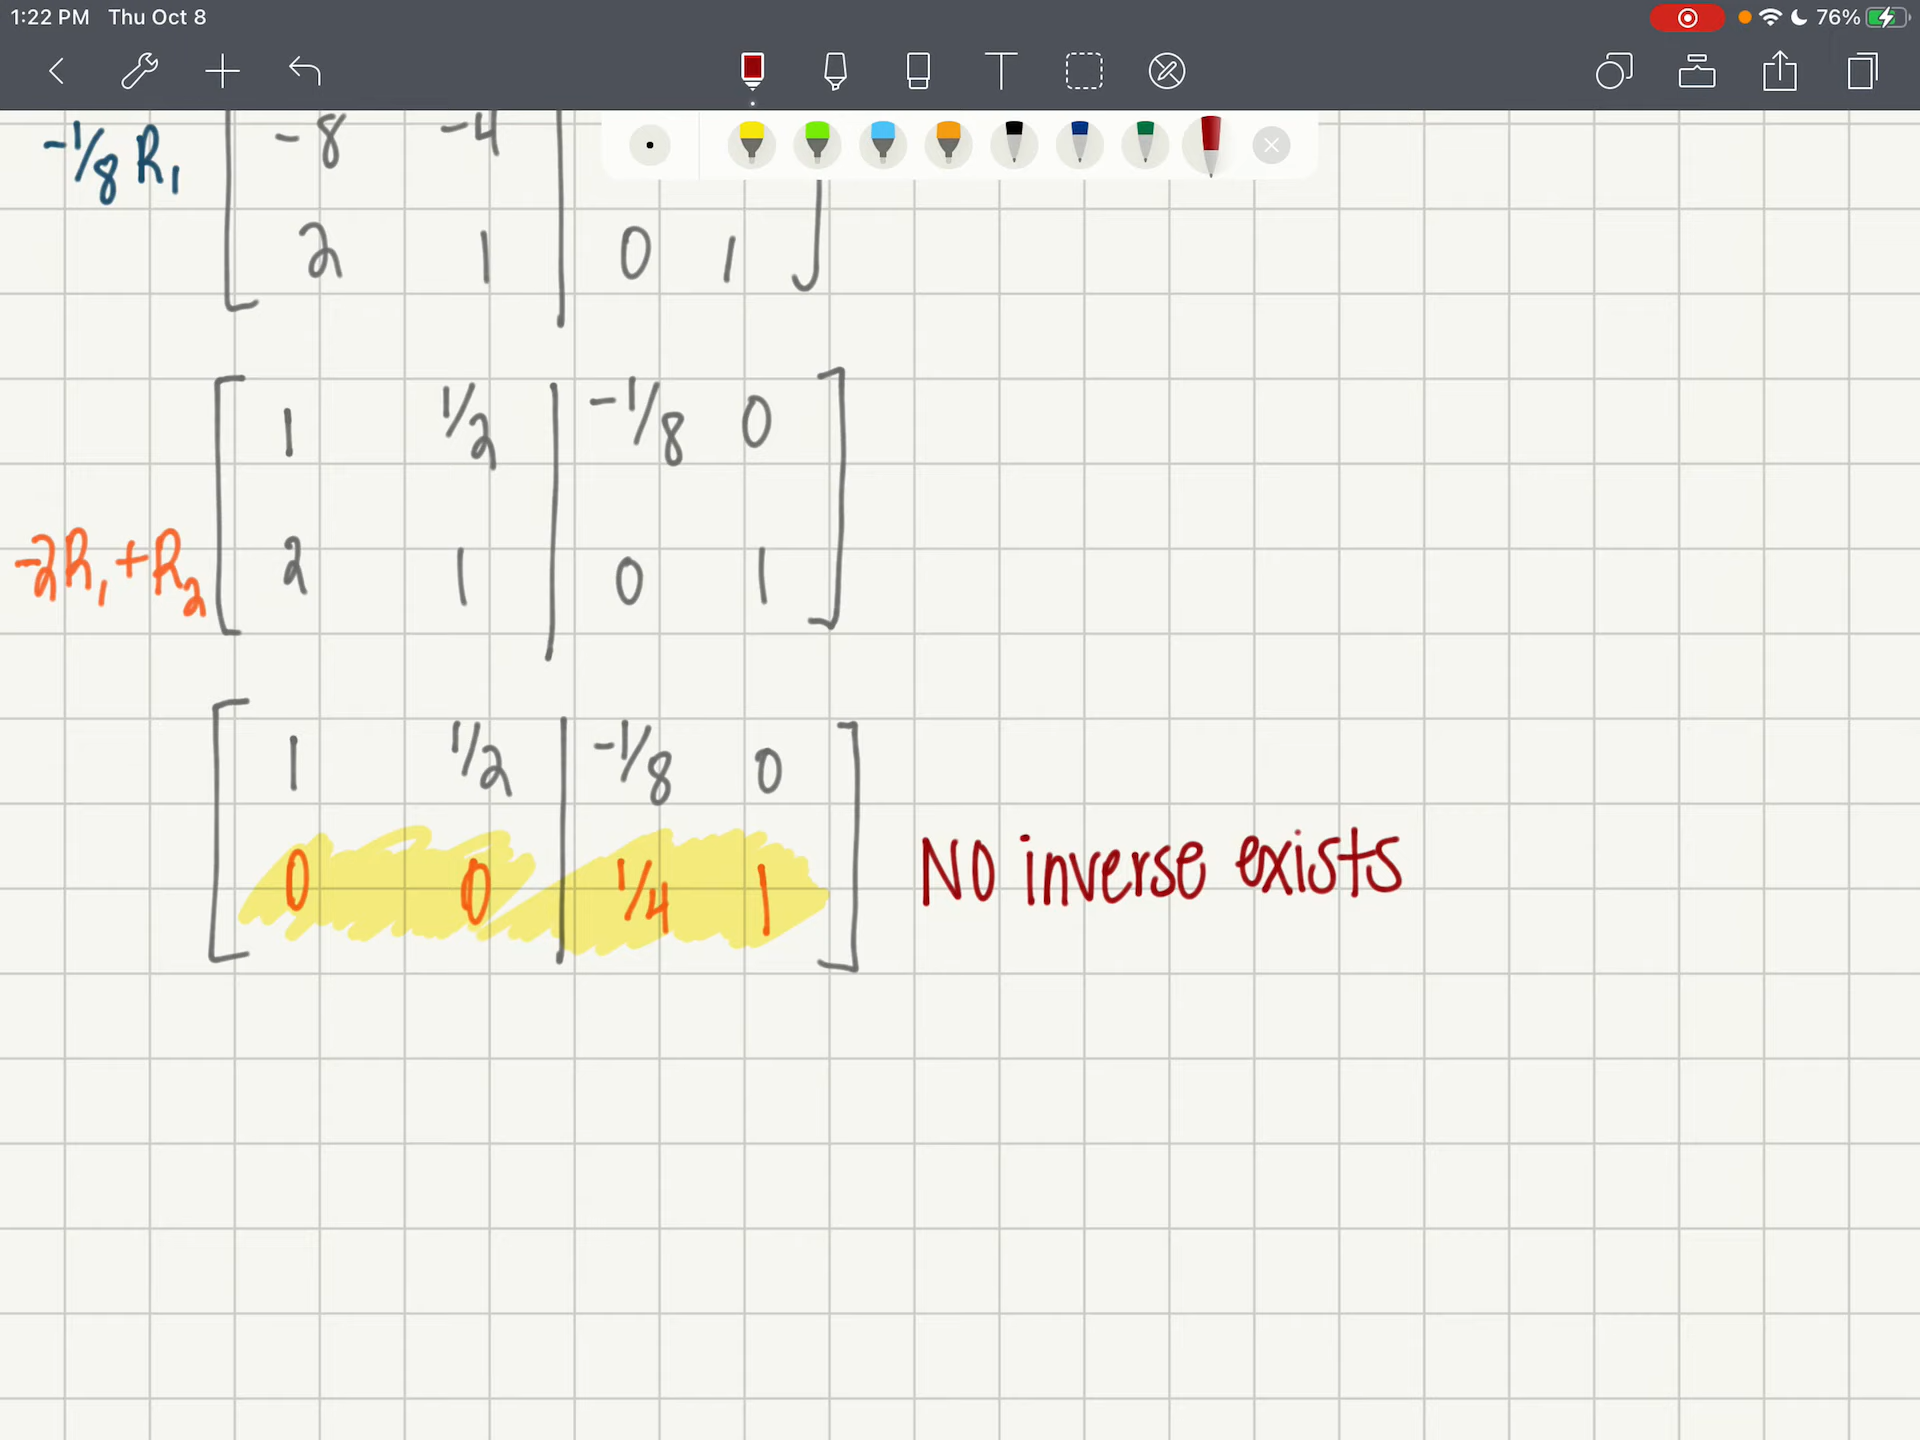 1:22 PM Thu Oct 8
76%
T
-1/8 R₁ -8 -4
2 1 0 1
1 1/2 -1/8 0
-2R₁+R₂ 2 1 0 1
1 1/2 -1/8 0
0 0 1/4 1 NO inverse exists